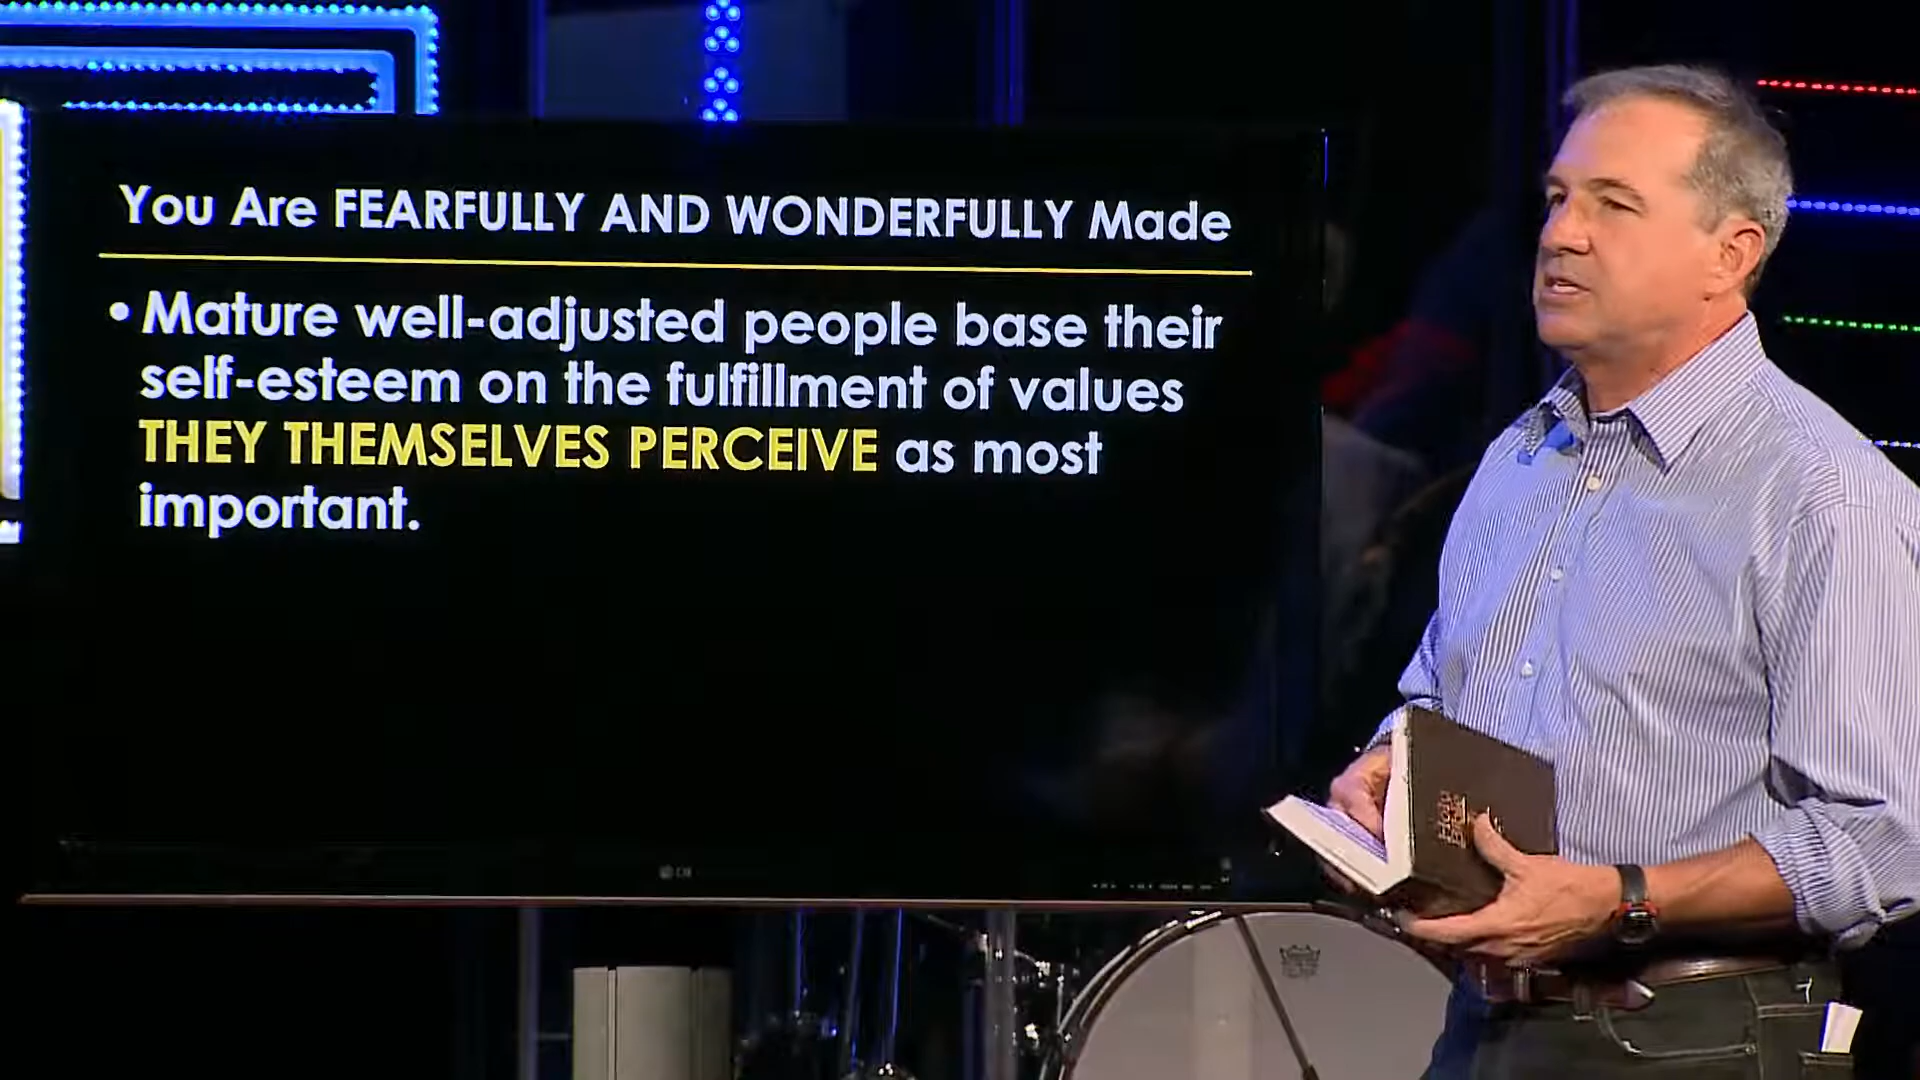 You Are FEARFULLY AND WONDERFULLY Made
• Mature well-adjusted people base their
self-esteem on the fulfillment of values
THEY THEMSELVES PERCEIVE as most
important.
LG